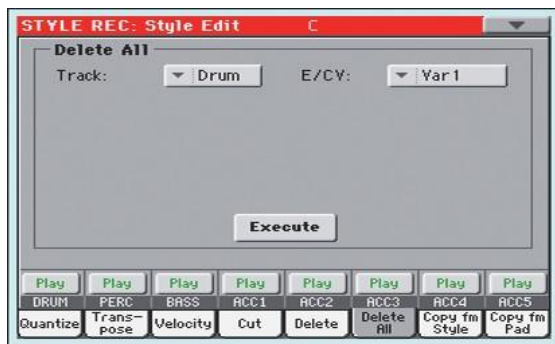 STYLE REC: Style Edit C
Delete All
Track: Drum E/CV: Var1
Execute
Play Play Play Play Play Play Play Play
DRUM PERC BASS ACC1 ACC2 ACC3 ACC4 ACC5
Quantize Trans-pose Velocity Cut Delete Delete All Copy fm Style Copy fm Pad